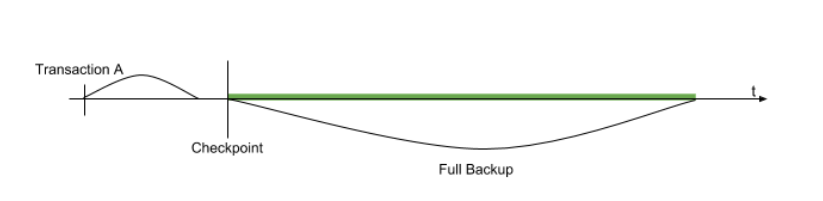 Transaction A
t
Checkpoint
Full Backup